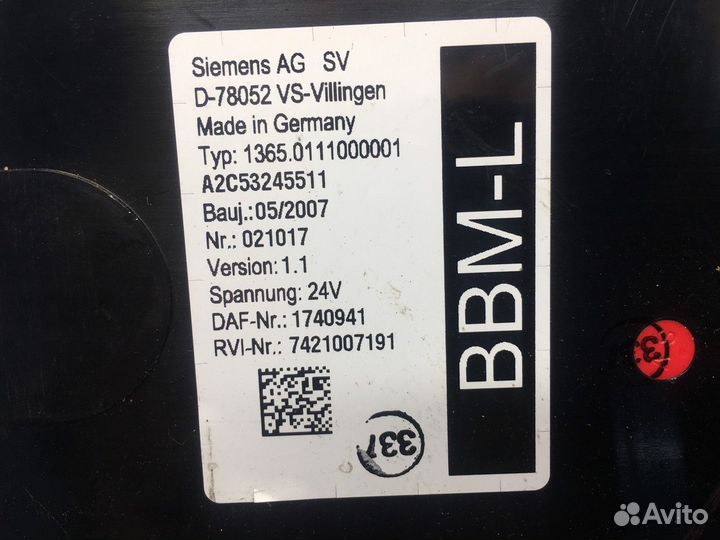 Siemens AG SV
D-78052 VS-Villingen
Made in Germany
Typ: 1365.0111000001
A2C53245511
Bauj.: 05/2007
Nr.: 021017
Version: 1.1
Spannung: 24V
DAF-Nr.: 1740941
RVI-Nr.: 7421007191
337
BBM-L
Avito